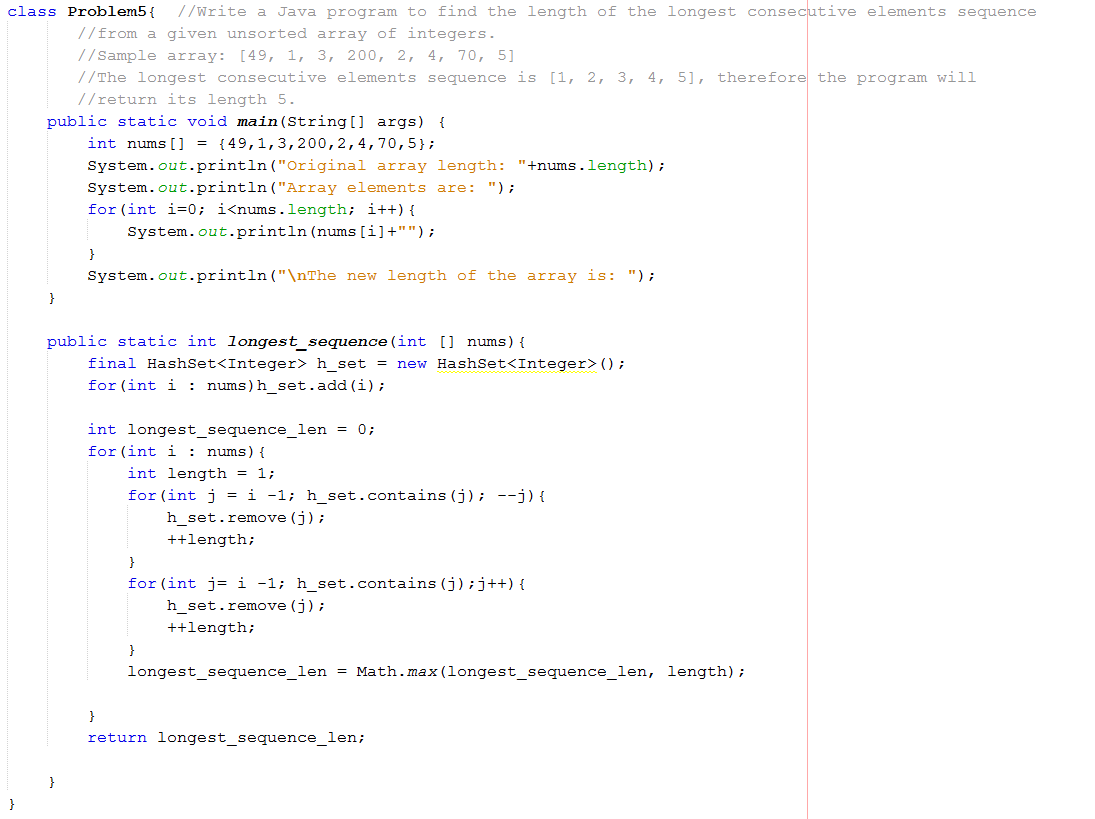 class Problem5{  //Write a Java program to find the length of the longest consecutive elements sequence
       //from a given unsorted array of integers.
       //Sample array: [49, 1, 3, 200, 2, 4, 70, 5]
       //The longest consecutive elements sequence is [1, 2, 3, 4, 5], therefore the program will
       //return its length 5.
    public static void main(String[] args) {
        int nums[] = {49,1,3,200,2,4,70,5};
        System.out.println("Original array length: "+nums.length);
        System.out.println("Array elements are: ");
        for(int i=0; i<nums.length; i++){
            System.out.println(nums[i]+"");
        }
        System.out.println("\nThe new length of the array is: ");
    }

    public static int longest_sequence(int [] nums){
        final HashSet<Integer> h_set = new HashSet<Integer>();
        for(int i : nums)h_set.add(i);

        int longest_sequence_len = 0;
        for(int i : nums){
            int length = 1;
            for(int j = i -1; h_set.contains(j); --j){
                h_set.remove(j);
                ++length;
            }
            for(int j= i -1; h_set.contains(j);j++){
                h_set.remove(j);
                ++length;
            }
            longest_sequence_len = Math.max(longest_sequence_len, length);

        }
        return longest_sequence_len;

    }
}